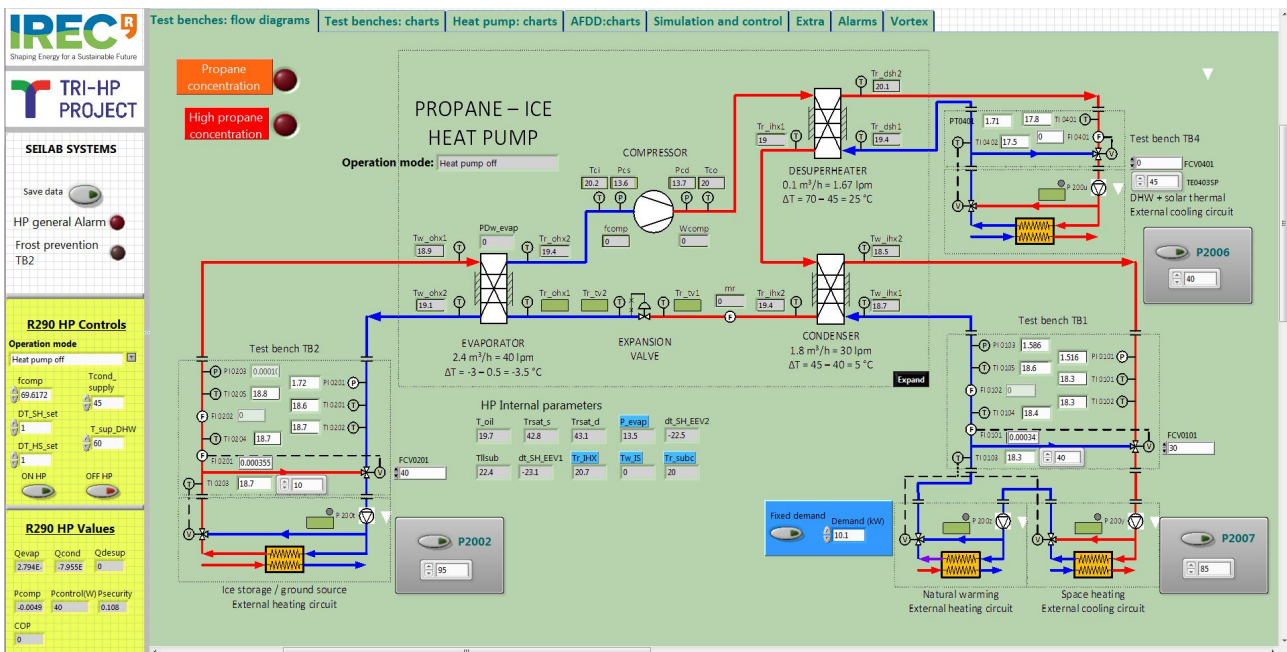 IREC
Shaping Energy for a Sustainable Future
TRI-HP
PROJECT
SEILAB SYSTEMS
Save data
HP general Alarm
Frost prevention
TB2
R290 HP Controls
Operation mode
Heat pump off
fcomp
69.6172
Tcond_
supply
45
DT_SH_set
1
T_sup_DHW
60
DT_HS_set
1
ON HP
OFF HP
R290 HP Values
Qevap Qcond Qdesup
2.794E- -7.955E 0
Pcomp Pcontrol(W) Psecurity
-0.0049 40 0.108
COP
0
Test benches: flow diagrams
Test benches: charts
Heat pump: charts
AFDD:charts
Simulation and control
Extra
Alarms
Vortex
Propane
concentration
High propane
concentration
PROPANE – ICE
HEAT PUMP
Operation mode: Heat pump off
COMPRESSOR
Tci Pcs Pcd Tco
20.2 13.6 13.7 20
T P P T
fcomp
0
Wcomp
0
Tr_dsh2
20.1
Tr_ihx1
19
Tr_dsh1
19.4
DESUPERHEATER
0.1 m³/h = 1.67 lpm
ΔT = 70 – 45 = 25 °C
PT0401 1.71
17.8 TI 0401 T
T TI 0402 17.5
0 FI 0401 F
Test bench TB4
0 FCV0401
45 TE0403SP
P 200u
DHW + solar thermal
External cooling circuit
P2006
40
PDw_evap
0
Tw_ohx1
18.9
Tr_ohx2
19.4
Tw_ohx2
19.1
Tr_ohx1
Tr_tv2
Tr_tv1
mr
0
Tr_ihx2
19.4
Tw_ihx2
18.5
Tw_ihx1
18.7
EVAPORATOR
2.4 m³/h = 40 lpm
ΔT = -3 – 0.5 = -3.5 °C
EXPANSION
VALVE
CONDENSER
1.8 m³/h = 30 lpm
ΔT = 45 – 40 = 5 °C
Expand
Test bench TB2
P PI 0203 0.0001(
1.72 PI 0201 P
T TI 0205 18.8
18.6 TI 0201 T
F FI 0202 0
18.7 TI 0202 T
T TI 0204 18.7
F FI 0201 0.000355
FCV0201
40
T TI 0203 18.7
10
P 200t
P2002
95
Ice storage / ground source
External heating circuit
HP Internal parameters
T_oil Trsat_s Trsat_d P_evap dt_SH_EEV2
19.7 42.8 43.1 13.5 -22.5
Tllsub dt_SH_EEV1 Tr_IHX Tw_IS Tr_subc
22.4 -23.1 20.7 0 20
Test bench TB1
P PI 0103 1.586
1.516 PI 0101 P
T TI 0105 18.6
18.3 TI 0101 T
F FI 0102 0
18.3 TI 0102 T
T TI 0104 18.4
F FI 0101 0.00034
FCV0101
30
T TI 0103 18.3
40
Fixed demand
Demand (kW)
10.1
P 200z
P 200y
P2007
85
Natural warming
External heating circuit
Space heating
External cooling circuit